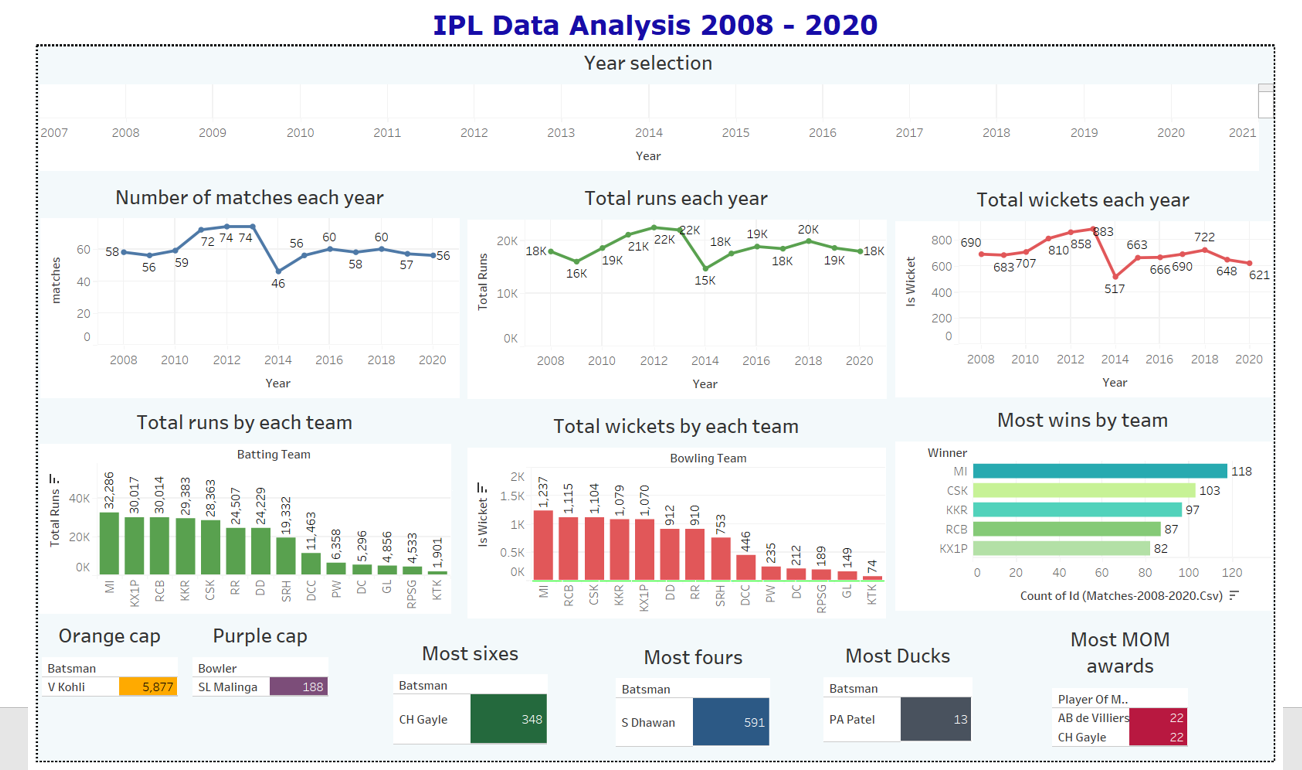 IPL Data Analysis 2008 - 2020
Year selection
2007 2008 2009 2010 2011 2012 2013 2014 2015 2016 2017 2018 2019 2020 2021
Year
Number of matches each year
matches
60
40
20
0
58 56 59 72 74 74 46 56 60 58 60 57 56
2008 2010 2012 2014 2016 2018 2020
Year
Total runs each year
Total Runs
20K
10K
0K
18K 16K 19K 21K 22K 22K 15K 18K 19K 18K 20K 19K 18K
2008 2010 2012 2014 2016 2018 2020
Year
Total wickets each year
Is Wicket
800
600
400
200
0
690 683 707 810 858 883 517 663 666 690 722 648 621
2008 2010 2012 2014 2016 2018 2020
Year
Total runs by each team
Batting Team
Total Runs
40K
20K
0K
32,286 30,017 30,014 29,383 28,363 24,507 24,229 19,332 11,463 6,358 5,296 4,856 4,533 1,901
MI KX1P RCB KKR CSK RR DD SRH DCC PW DC GL RPSG KTK
Total wickets by each team
Bowling Team
Is Wicket
2K
1.5K
1K
0.5K
0K
1,237 1,115 1,104 1,079 1,070 912 910 753 446 235 212 189 149 74
MI RCB CSK KKR KX1P DD RR SRH DCC PW DC RPSG GL KTK
Most wins by team
Winner
MI 118
CSK 103
KKR 97
RCB 87
KX1P 82
0 20 40 60 80 100 120
Count of Id (Matches-2008-2020.Csv)
Orange cap
Batsman
V Kohli 5,877
Purple cap
Bowler
SL Malinga 188
Most sixes
Batsman
CH Gayle 348
Most fours
Batsman
S Dhawan 591
Most Ducks
Batsman
PA Patel 13
Most MOM
awards
Player Of M..
AB de Villiers 22
CH Gayle 22